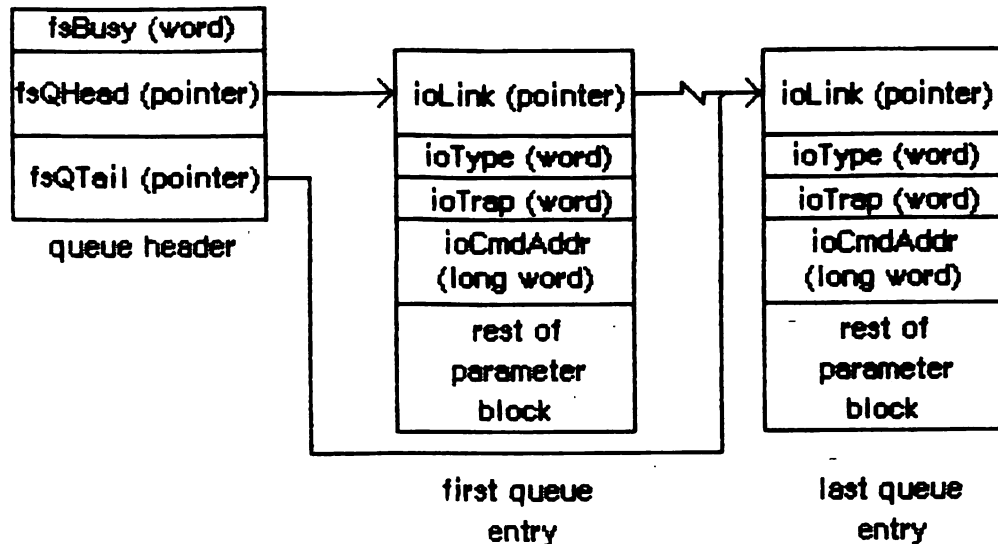 fsBusy (word)
fsQHead (pointer)
fsQTail (pointer)
queue header
ioLink (pointer)
ioType (word)
ioTrap (word)
ioCmdAddr
(long word)
rest of
parameter
block
first queue
entry
ioLink (pointer)
ioType (word)
ioTrap (word)
ioCmdAddr
(long word)
rest of
parameter
block
last queue
entry